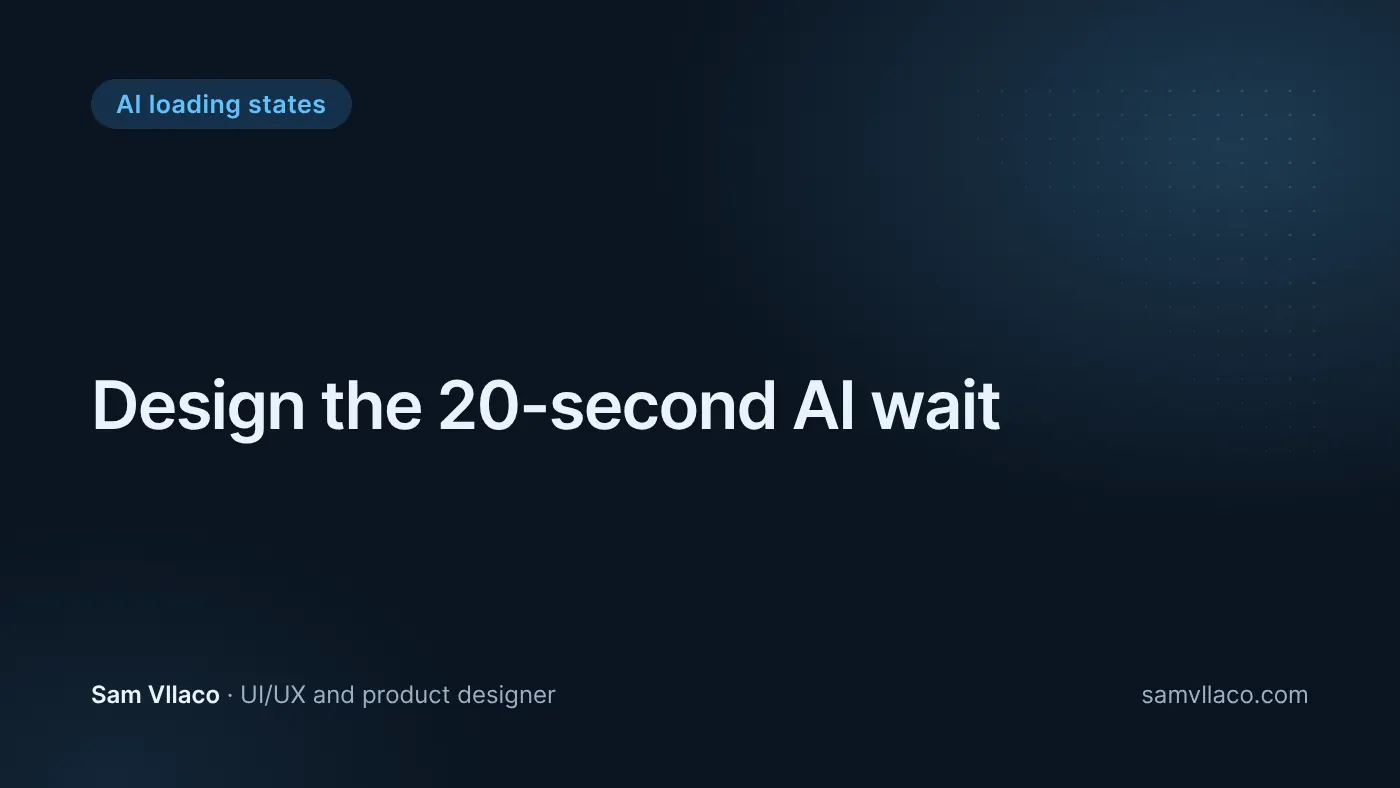 AI loading states
Design the 20-second AI wait
Sam Vllaco · UI/UX and product designer
samvllaco.com